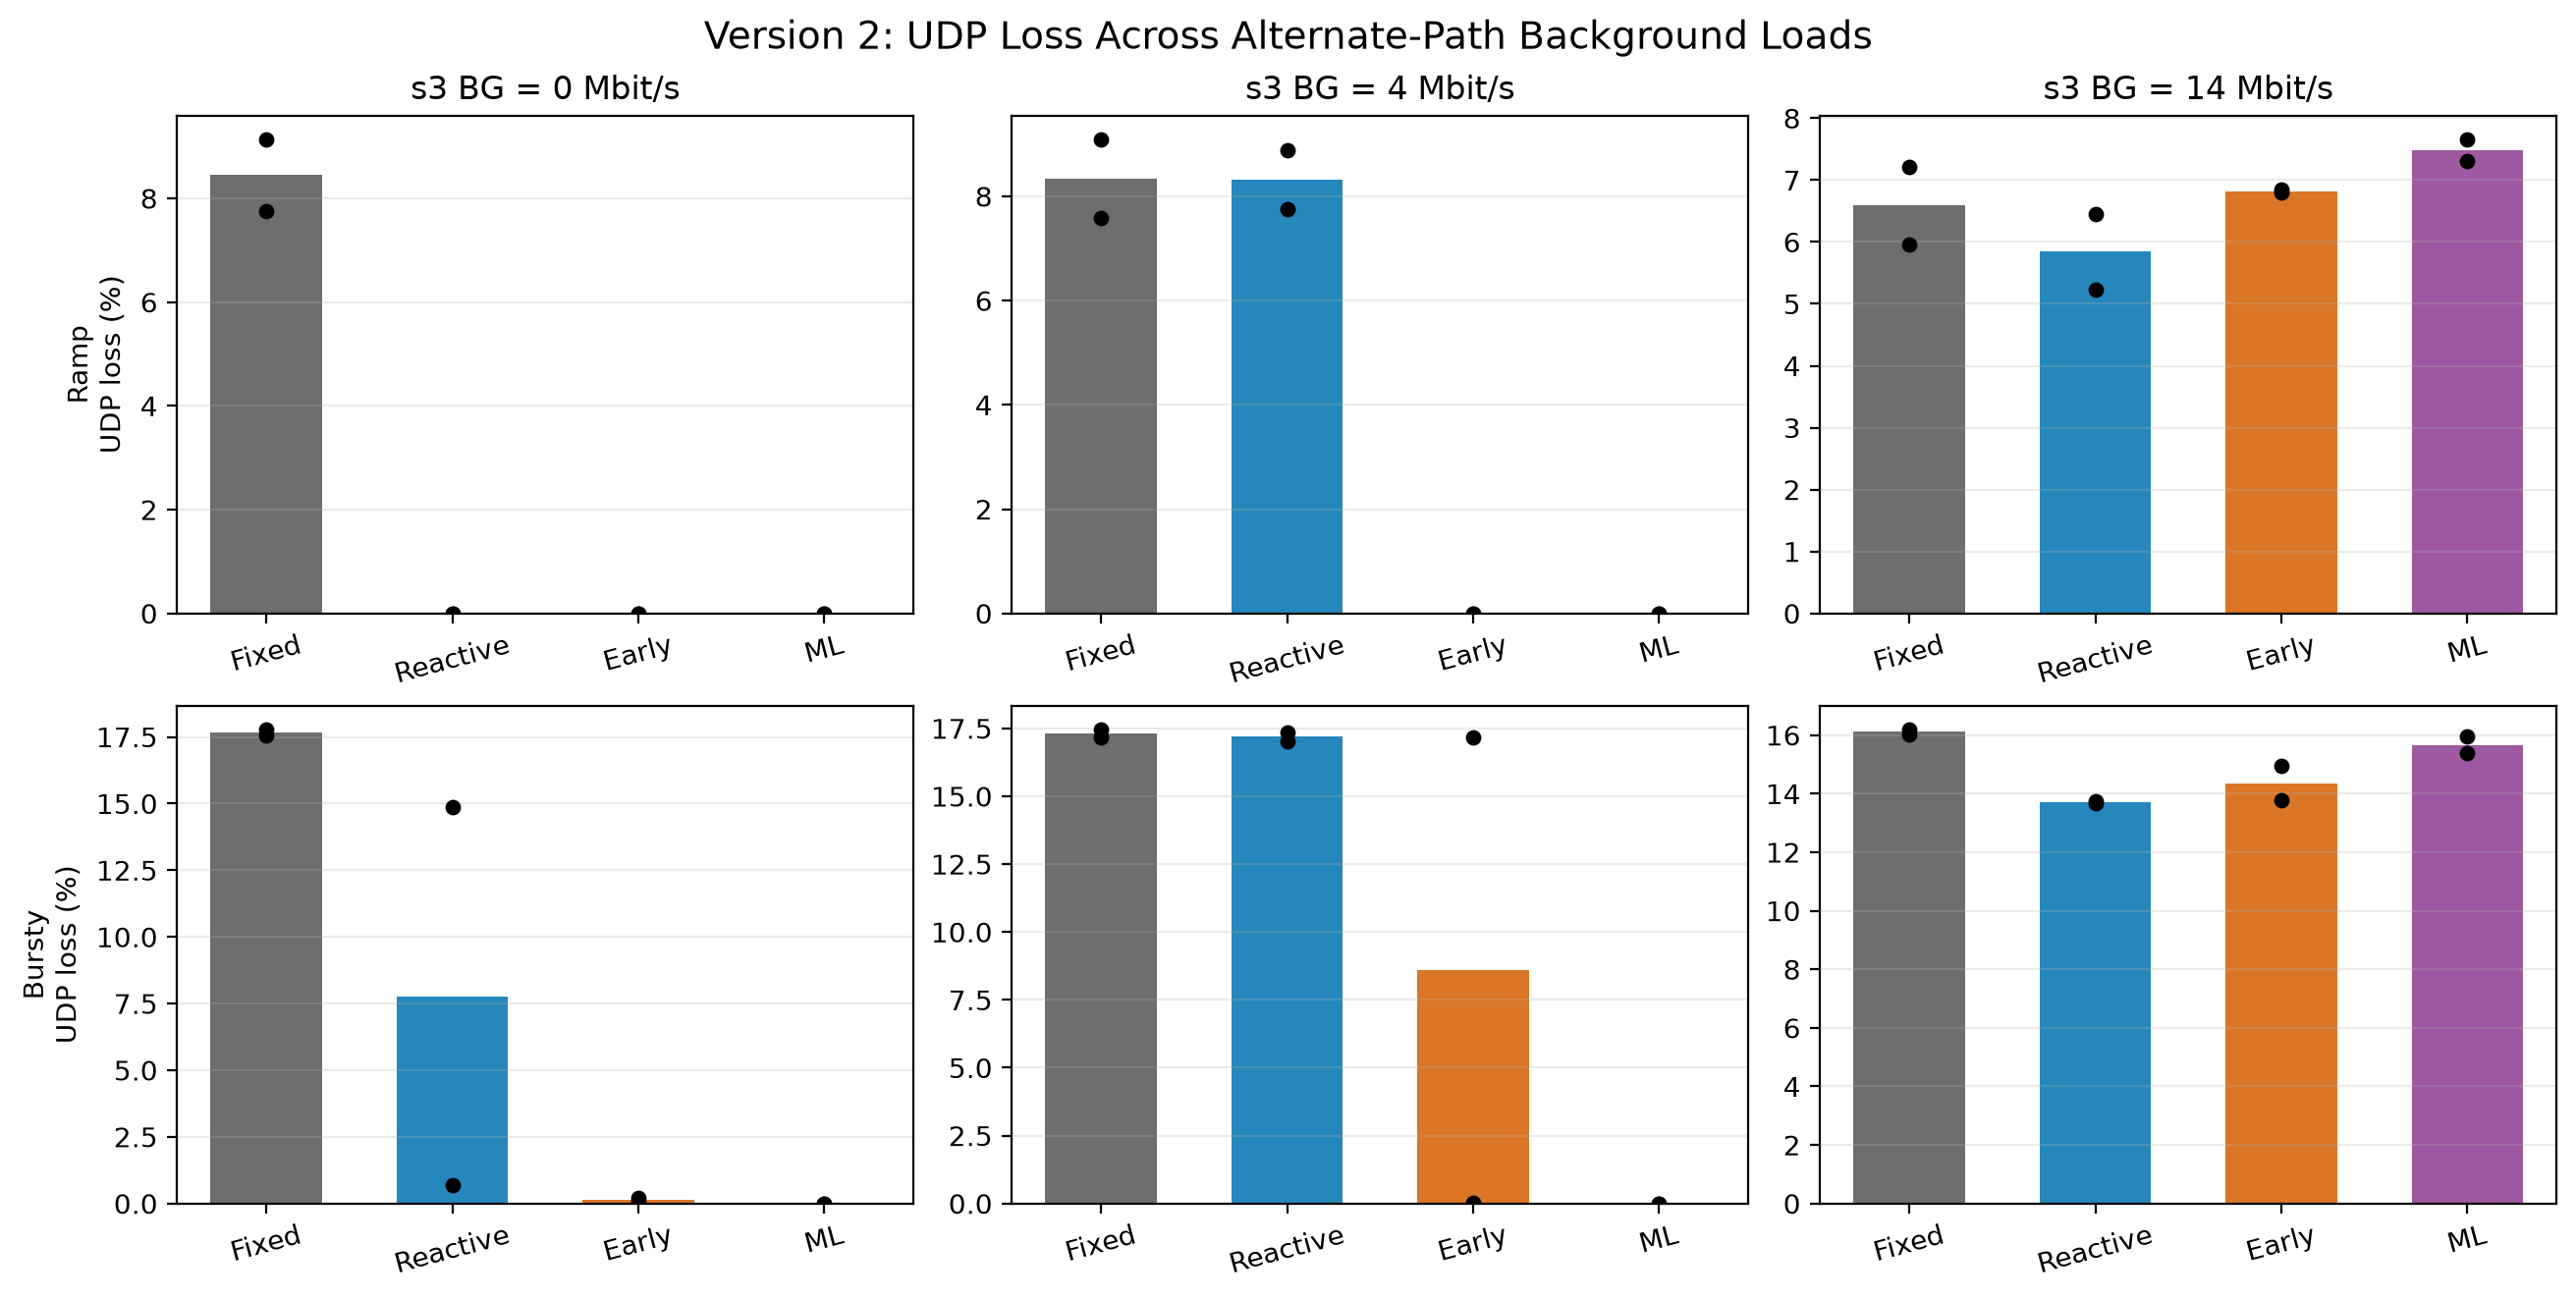 Version 2: UDP Loss Across Alternate-Path Background Loads
s3 BG = 0 Mbit/s
s3 BG = 4 Mbit/s
s3 BG = 14 Mbit/s
Ramp
UDP loss (%)
8
6
4
2
0
Fixed
Reactive
Early
ML
8
6
4
2
0
Fixed
Reactive
Early
ML
8
7
6
5
4
3
2
1
0
Fixed
Reactive
Early
ML
Bursty
UDP loss (%)
17.5
15.0
12.5
10.0
7.5
5.0
2.5
0.0
Fixed
Reactive
Early
ML
17.5
15.0
12.5
10.0
7.5
5.0
2.5
0.0
Fixed
Reactive
Early
ML
16
14
12
10
8
6
4
2
0
Fixed
Reactive
Early
ML